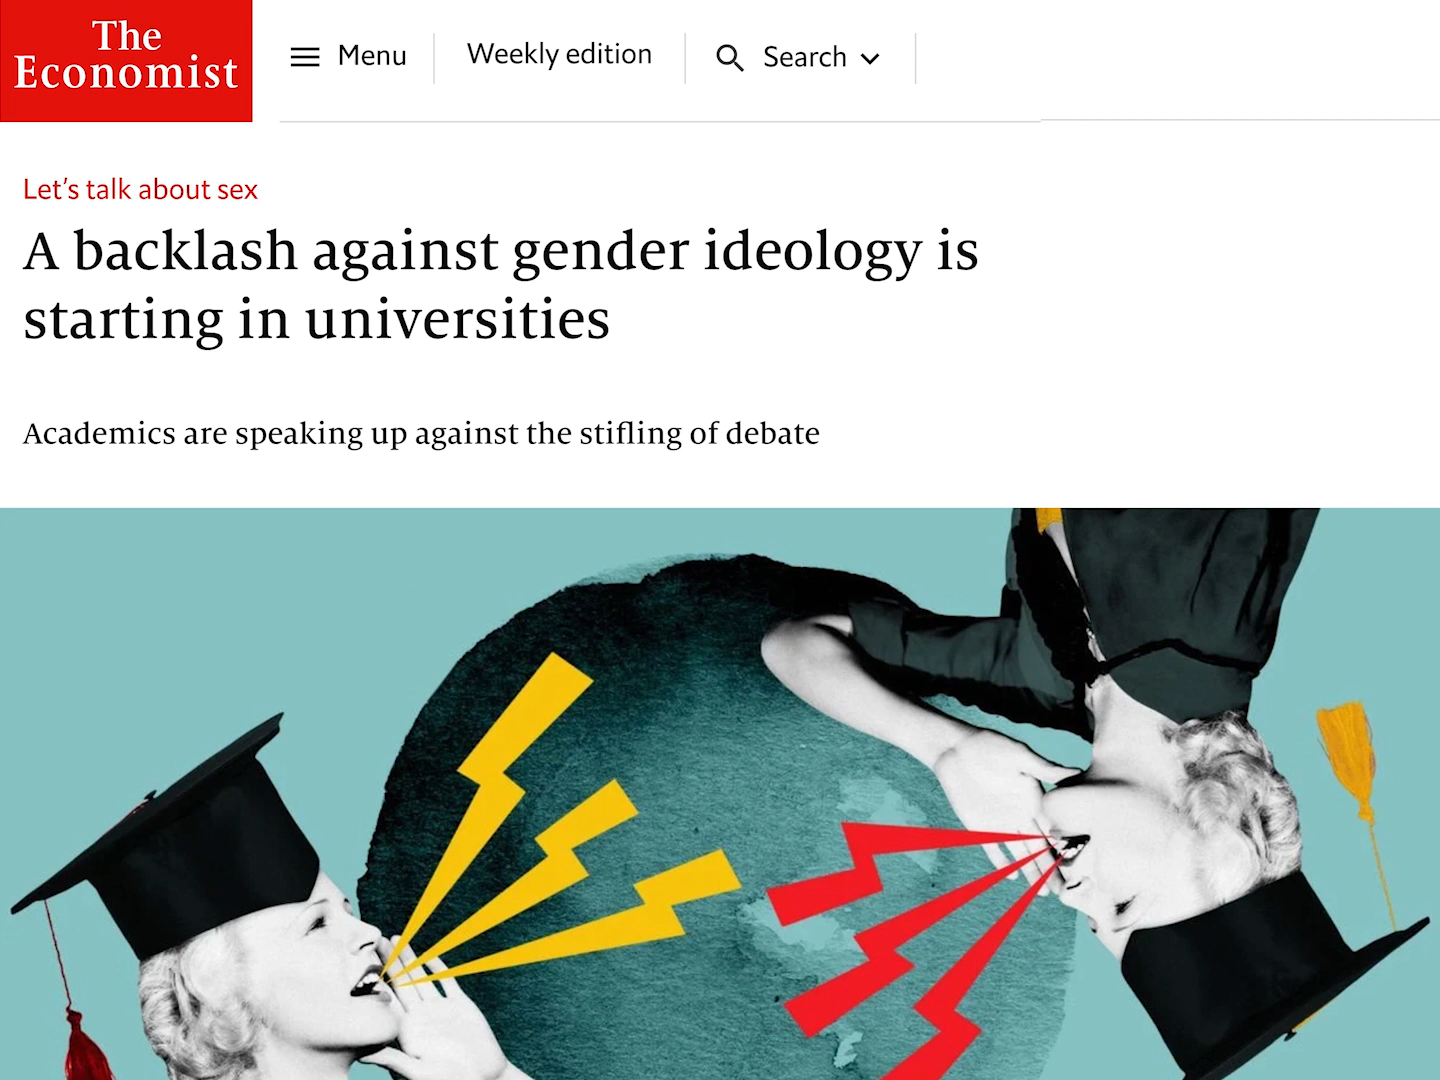 The
Economist
Menu
Weekly edition
Search
Let’s talk about sex
A backlash against gender ideology is
starting in universities
Academics are speaking up against the stifling of debate